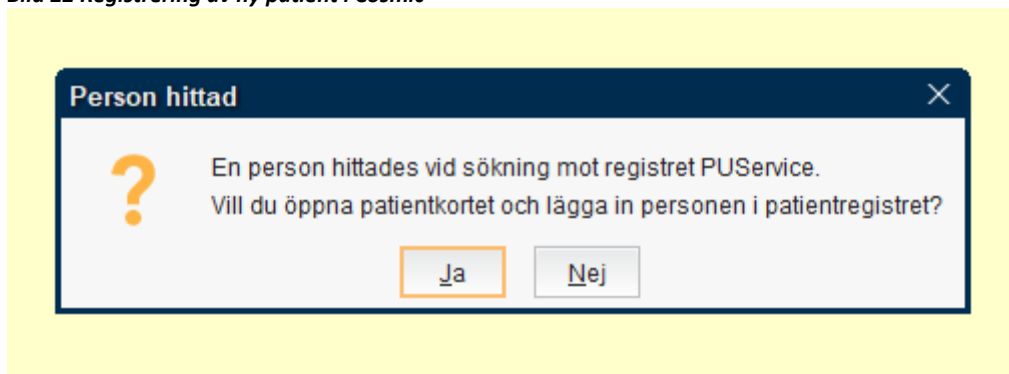 Person hittad
En person hittades vid sökning mot registret PUService.
Vill du öppna patientkortet och lägga in personen i patientregistret?
Ja
Nej